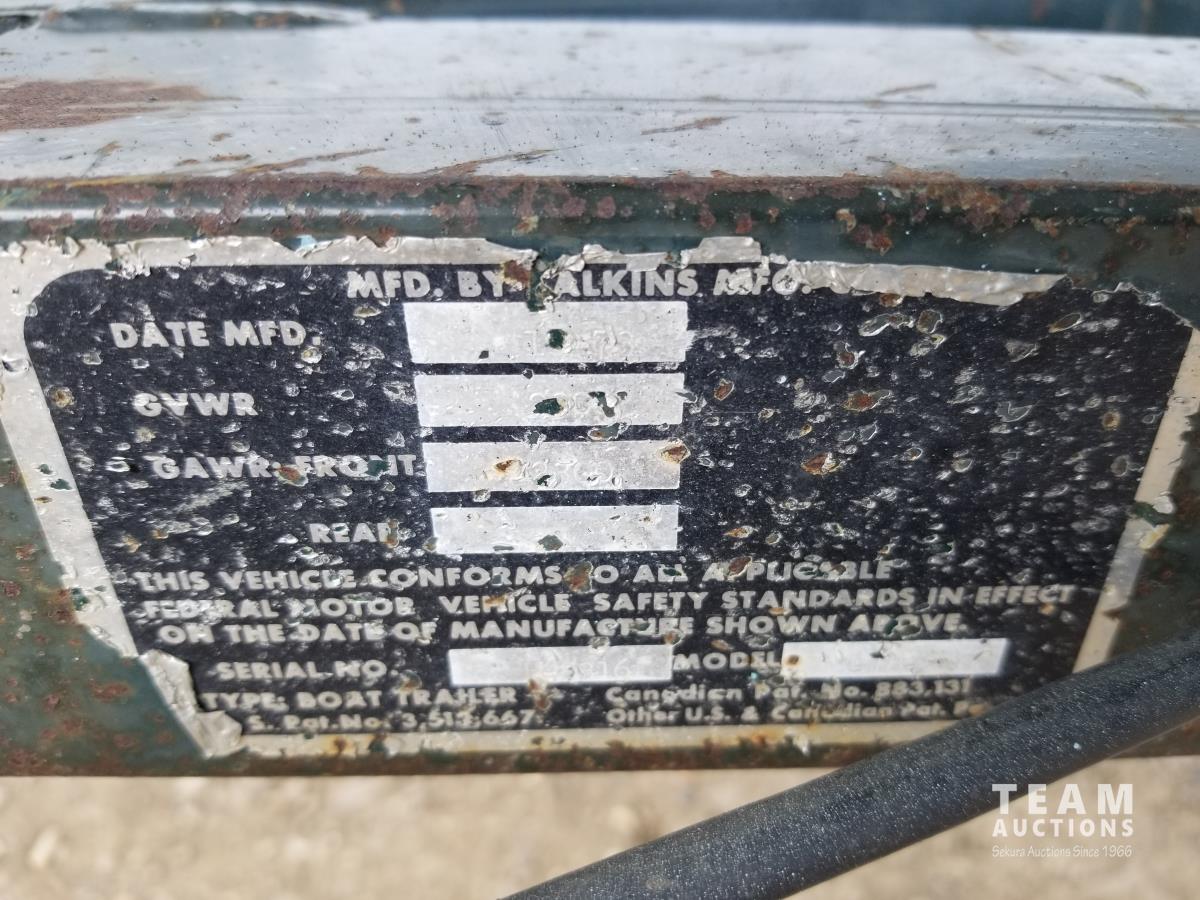 MFD. BY ALKINS MFG.
DATE MFD.
GVWR
GAWR: FRONT
REAR
THIS VEHICLE CONFORMS TO ALL APPLICABLE
FEDERAL MOTOR VEHICLE SAFETY STANDARDS IN EFFECT
ON THE DATE OF MANUFACTURE SHOWN ABOVE.
SERIAL NO. MODEL
TYPE: BOAT TRAILER Canadian Pat. No. 883,131
S. Pat. No. 3,513,667 Other U.S. & Canadian Pat.
TEAM
AUCTIONS
Sekura Auctions Since 1966